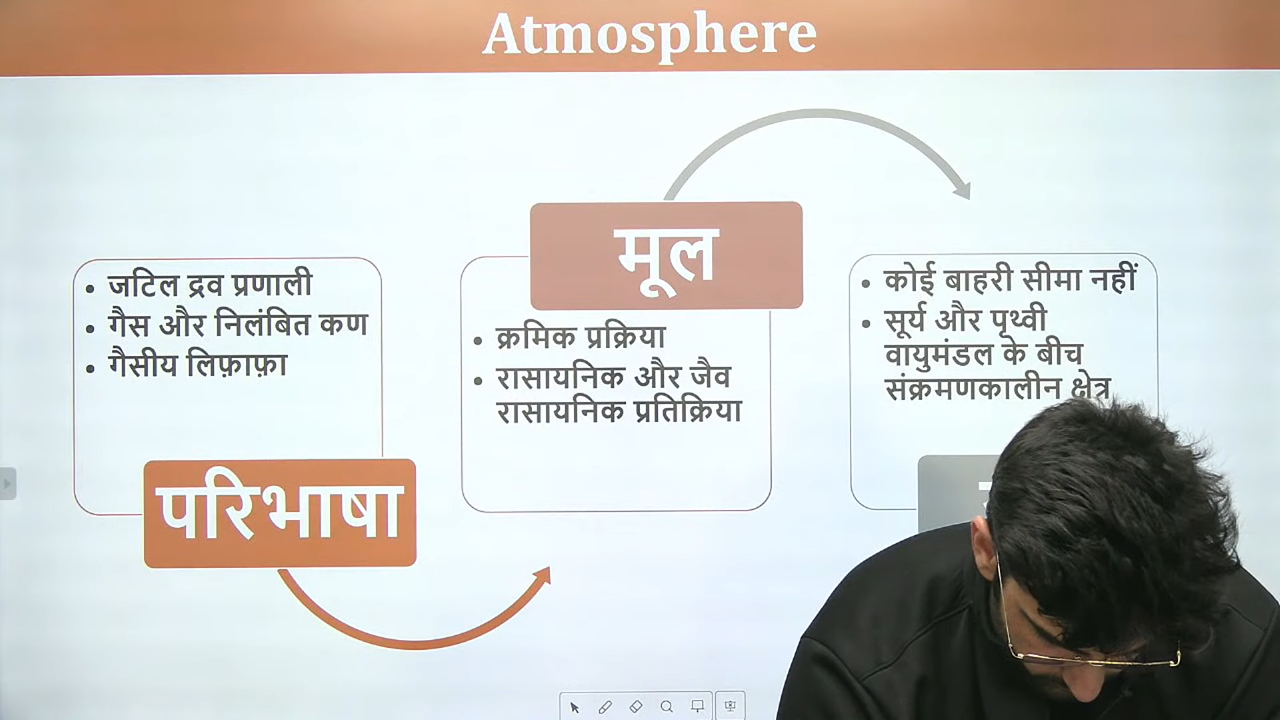 Atmosphere
जटिल द्रव प्रणाली
गैस और निलंबित कण
गैसीय लिफ़ाफ़ा
परिभाषा
मूल
क्रमिक प्रक्रिया
रासायनिक और जैव
रासायनिक प्रतिक्रिया
कोई बाहरी सीमा नहीं
सूर्य और पृथ्वी
वायुमंडल के बीच
संक्रमणकालीन क्षेत्र